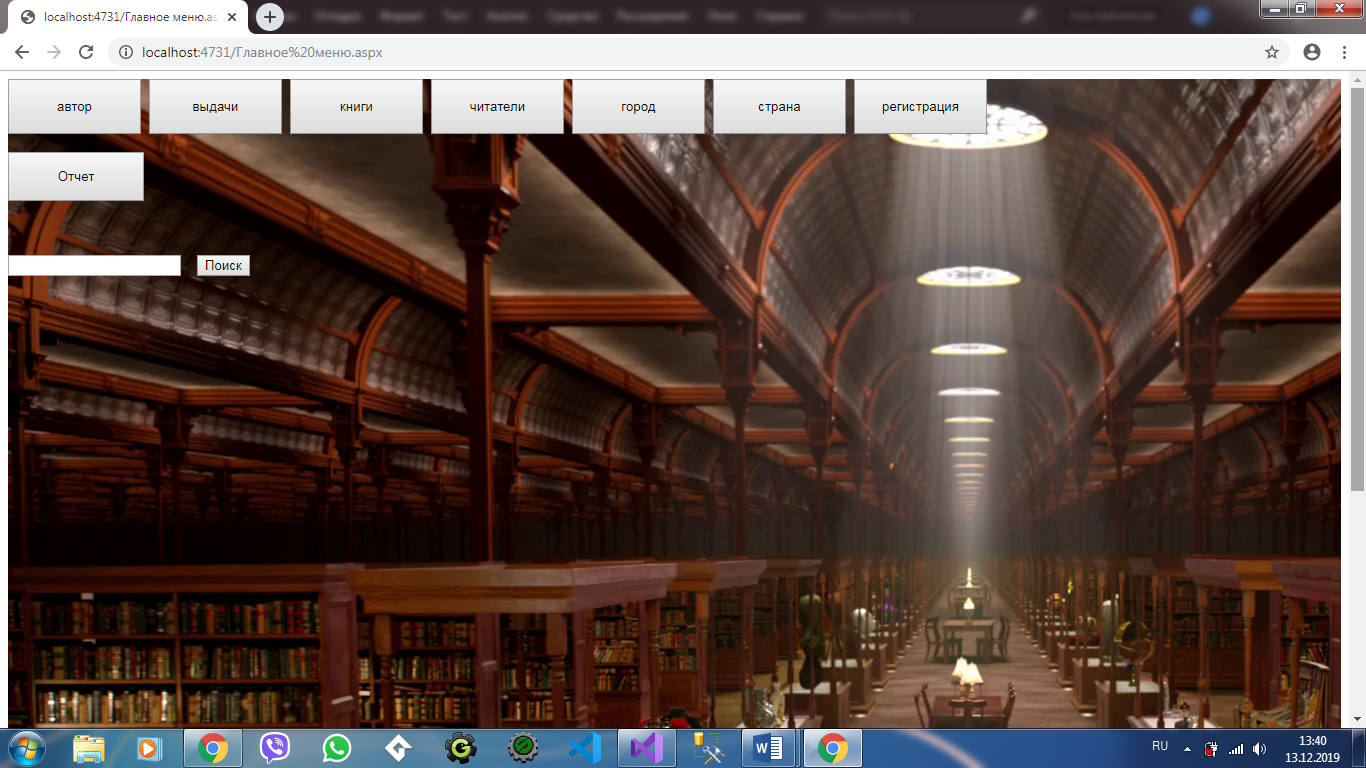 localhost:4731/Главное меню.as
localhost:4731/Главное%20меню.aspx
автор
выдачи
книги
читатели
город
страна
регистрация
Отчет
Поиск
RU
13:40
13.12.2019